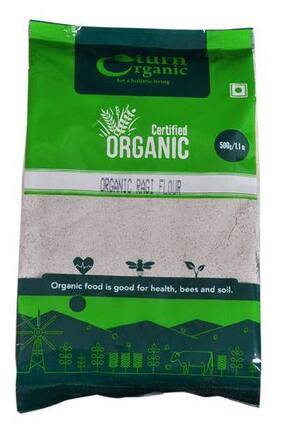 turn
Organic
for a holistic living
Certified
ORGANIC
500g/1.1 lb
ORGANIC RAGI FLOUR
Organic food is good for health, bees and soil.